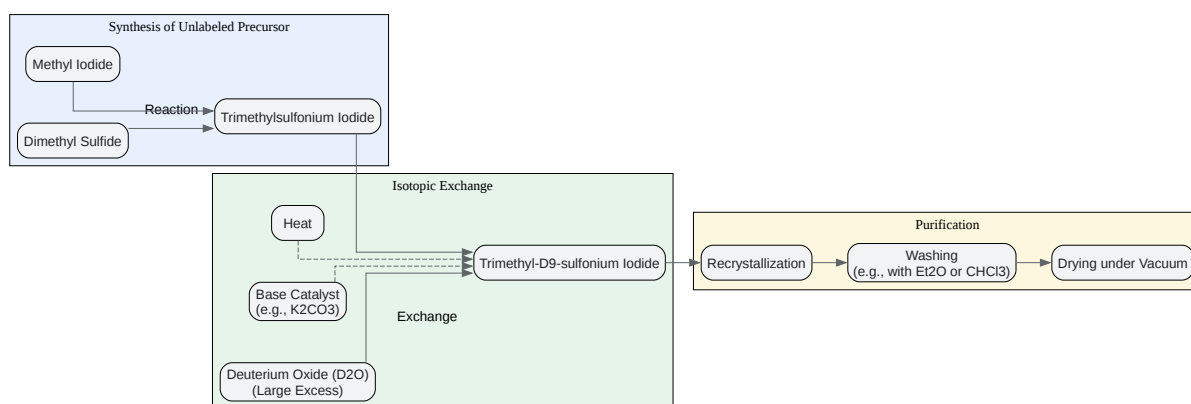 Synthesis of Unlabeled Precursor
Methyl Iodide
Reaction
Trimethylsulfonium Iodide
Dimethyl Sulfide
Isotopic Exchange
Heat
Trimethyl-D9-sulfonium Iodide
Base Catalyst
(e.g., K2CO3)
Exchange
Deuterium Oxide (D2O)
(Large Excess)
Purification
Recrystallization
Washing
(e.g., with Et2O or CHCl3)
Drying under Vacuum